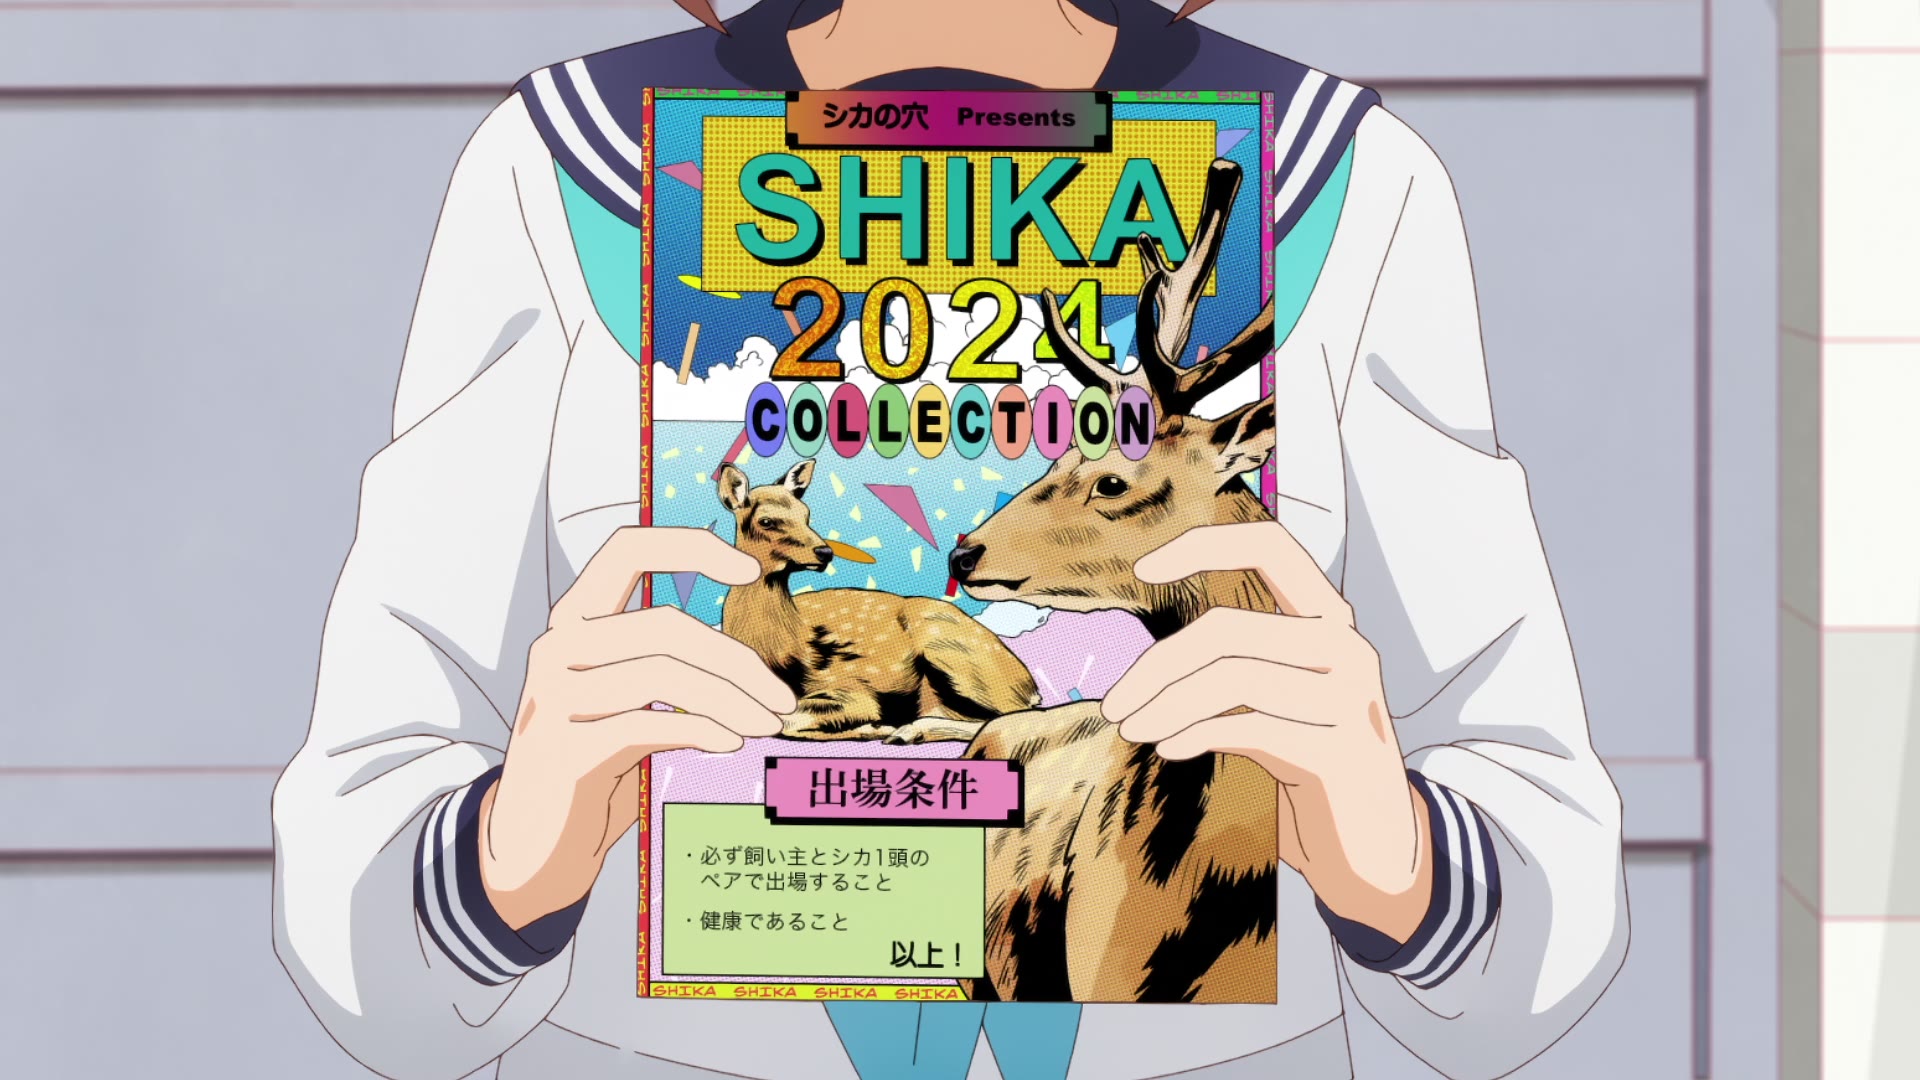 シカの穴 Presents
SHIKA
2024
COLLECTION
出場条件
・必ず飼い主とシカ1頭の
ペアで出場すること
・健康であること
以上！
SHIKA SHIKA SHIKA SHIKA